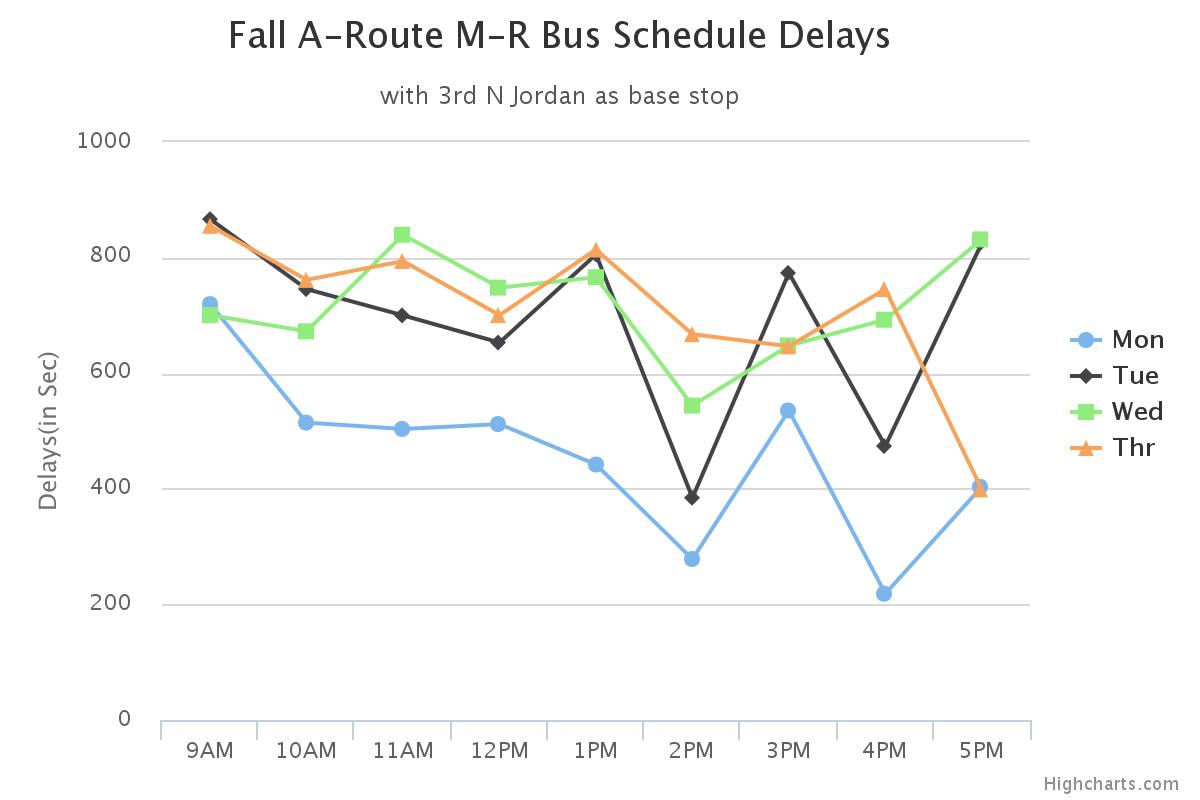 Fall A-Route M-R Bus Schedule Delays
with 3rd N Jordan as base stop
Delays(in Sec)
1000
800
600
400
200
0
9AM 10AM 11AM 12PM 1PM 2PM 3PM 4PM 5PM
Mon
Tue
Wed
Thr
Highcharts.com